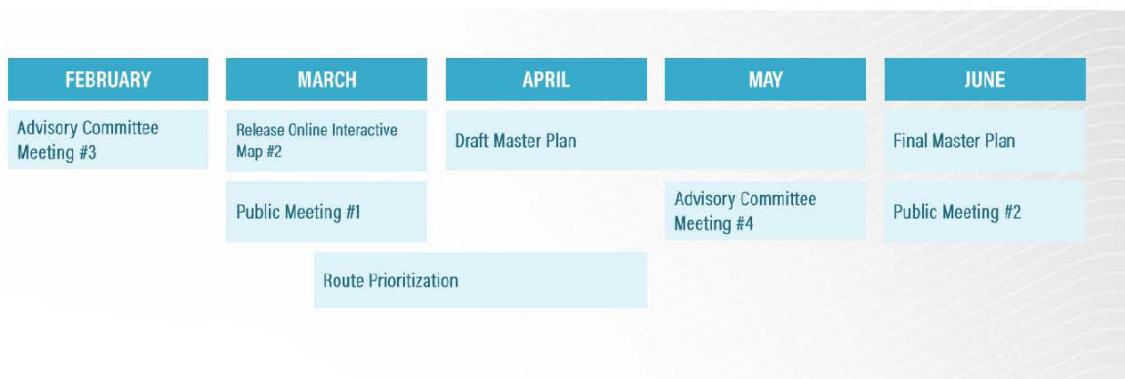 FEBRUARY
MARCH
APRIL
MAY
JUNE
Advisory Committee
Meeting #3
Release Online Interactive
Map #2
Draft Master Plan
Final Master Plan
Public Meeting #1
Advisory Committee
Meeting #4
Public Meeting #2
Route Prioritization